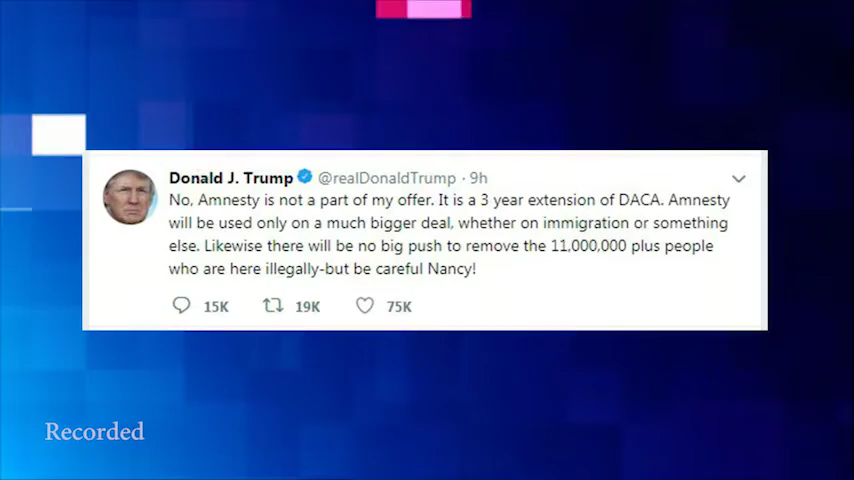 Donald J. Trump @realDonaldTrump · 9h
No, Amnesty is not a part of my offer. It is a 3 year extension of DACA. Amnesty
will be used only on a much bigger deal, whether on immigration or something
else. Likewise there will be no big push to remove the 11,000,000 plus people
who are here illegally-but be careful Nancy!
15K 19K 75K
Recorded